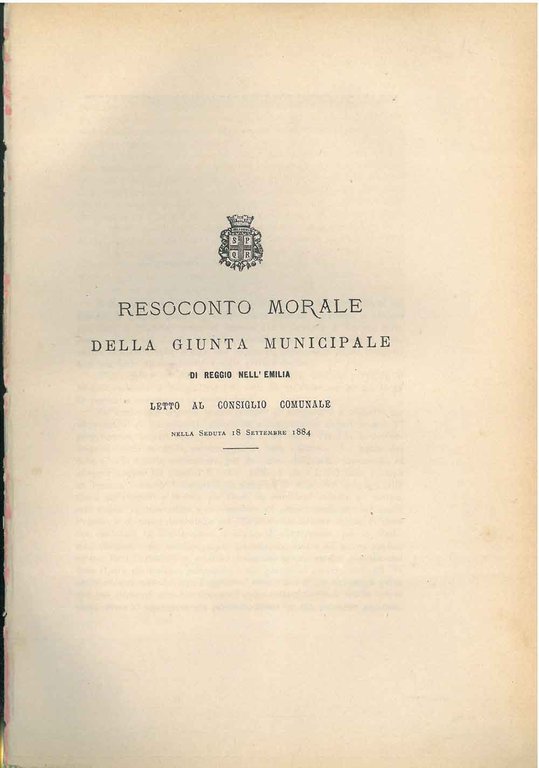 S P
Q R
RESOCONTO MORALE
DELLA GIUNTA MUNICIPALE
DI REGGIO NELL'EMILIA
LETTO AL CONSIGLIO COMUNALE
NELLA SEDUTA 18 SETTEMBRE 1884